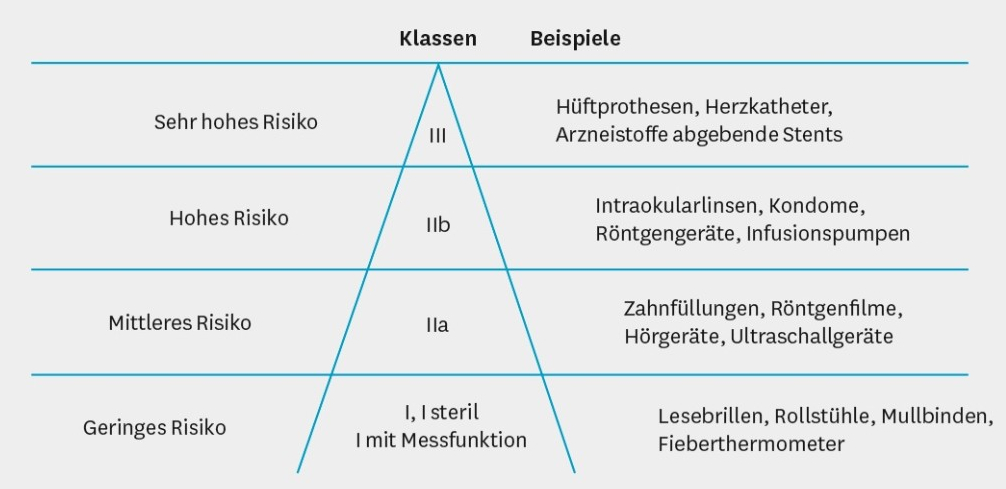 Klassen
Beispiele
Sehr hohes Risiko
III
Hüftprothesen, Herzkatheter,
Arzneistoffe abgebende Stents
Hohes Risiko
IIb
Intraokularlinsen, Kondome,
Röntgengeräte, Infusionspumpen
Mittleres Risiko
IIa
Zahnfüllungen, Röntgenfilme,
Hörgeräte, Ultraschallgeräte
Geringes Risiko
I, I steril
I mit Messfunktion
Lesebrillen, Rollstühle, Mullbinden,
Fieberthermometer